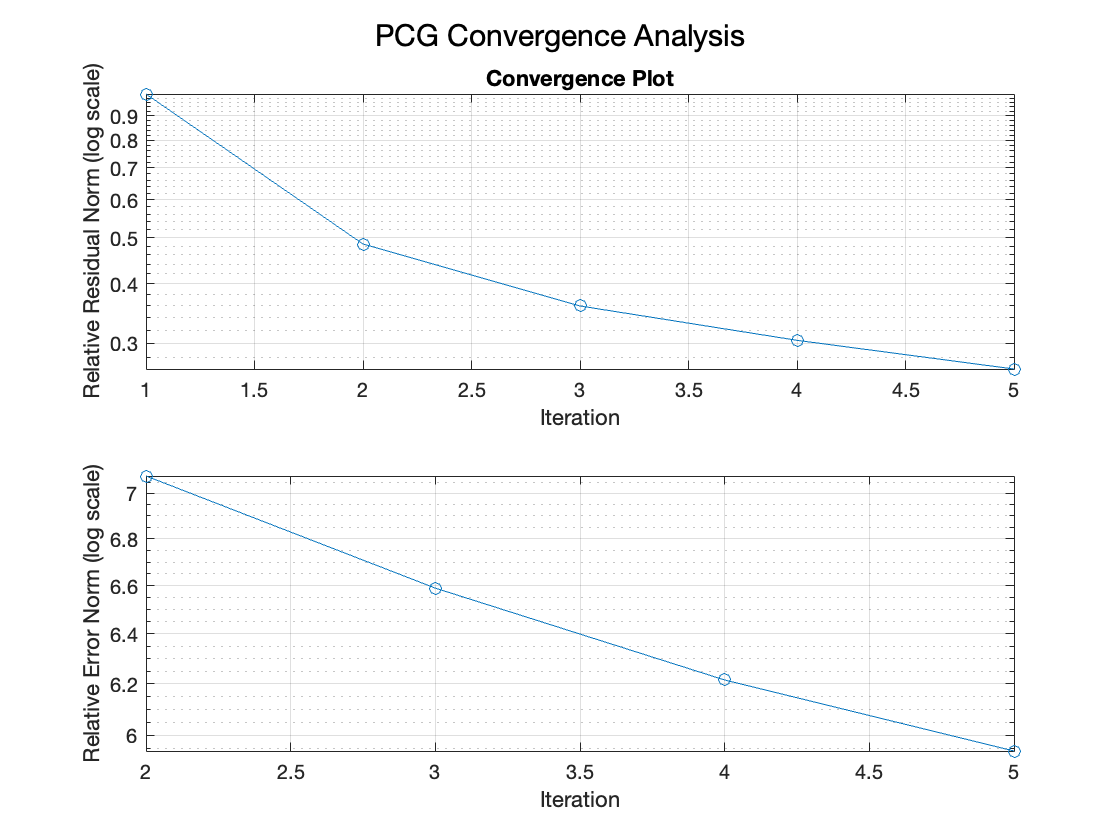 PCG Convergence Analysis
Convergence Plot
Relative Residual Norm (log scale)
0.9
0.8
0.7
0.6
0.5
0.4
0.3
1 1.5 2 2.5 3 3.5 4 4.5 5
Iteration
Relative Error Norm (log scale)
7
6.8
6.6
6.4
6.2
6
2 2.5 3 3.5 4 4.5 5
Iteration